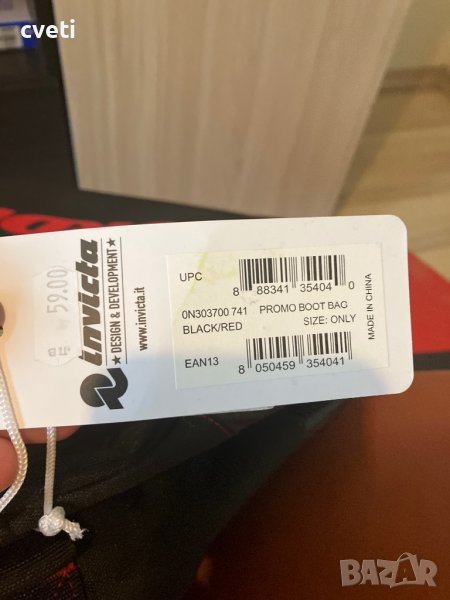 cveti
59.00
invicta
★ DESIGN & DEVELOPMENT ★
www.invicta.it
UPC
8 88341 35404 0
0N303700 741 PROMO BOOT BAG
BLACK/RED SIZE: ONLY
EAN13
8 050459 354041
MADE IN CHINA
BAZAR